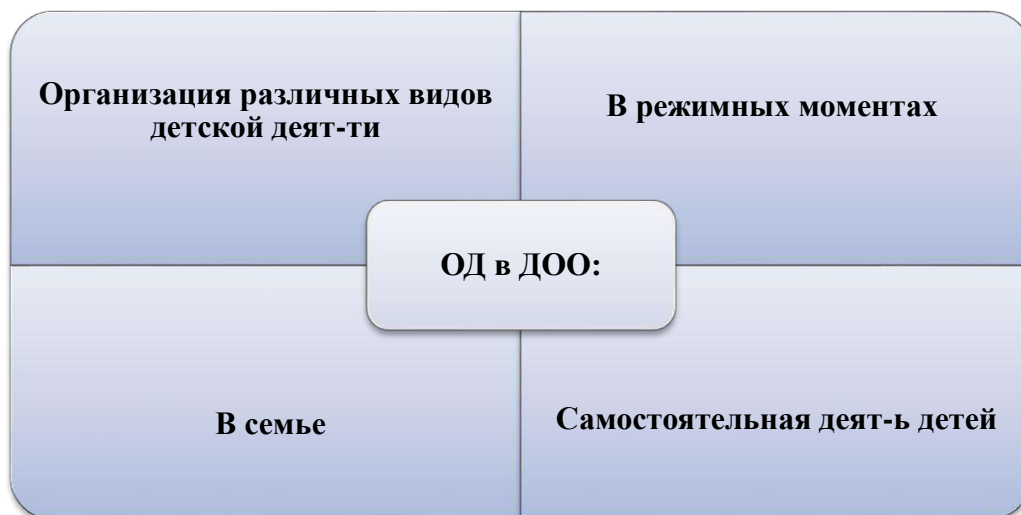 Организация различных видов
детской деят-ти
В режимных моментах
ОД в ДОО:
В семье
Самостоятельная деят-ь детей